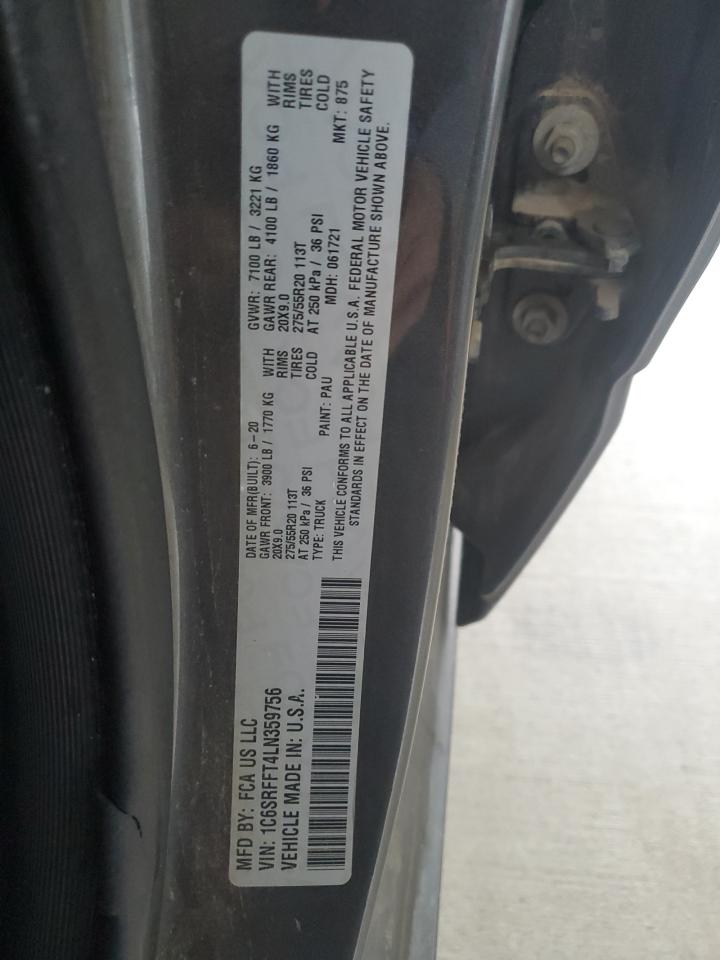 MFD BY: FCA US LLC
VIN: 1C6SRFFT4LN359756
VEHICLE MADE IN: U.S.A.
DATE OF MFR(BUILT): 6-20
GAWR FRONT: 3900 LB / 1770 KG WITH
20X9.0 RIMS
275/55R20 113T TIRES
AT 250 kPa / 36 PSI COLD
TYPE: TRUCK PAINT: PAU
GVWR: 7100 LB / 3221 KG
GAWR REAR: 4100 LB / 1860 KG WITH
20X9.0 RIMS
275/55R20 113T TIRES
AT 250 kPa / 36 PSI COLD
MDH: 061721 MKT: 875
THIS VEHICLE CONFORMS TO ALL APPLICABLE U.S.A. FEDERAL MOTOR VEHICLE SAFETY
STANDARDS IN EFFECT ON THE DATE OF MANUFACTURE SHOWN ABOVE.